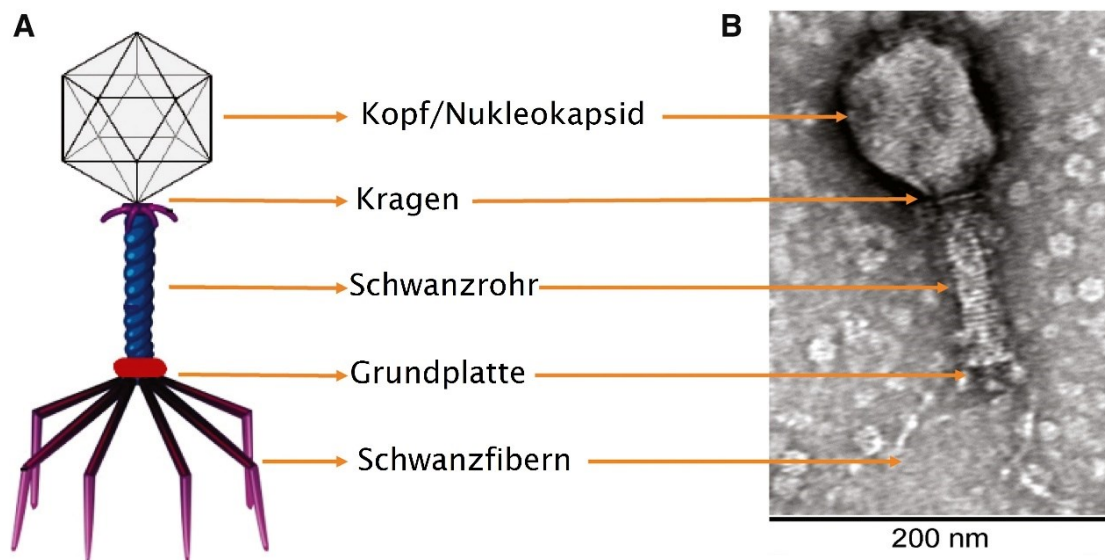 A
B
Kopf/Nukleokapsid
Kragen
Schwanzrohr
Grundplatte
Schwanzfibern
200 nm